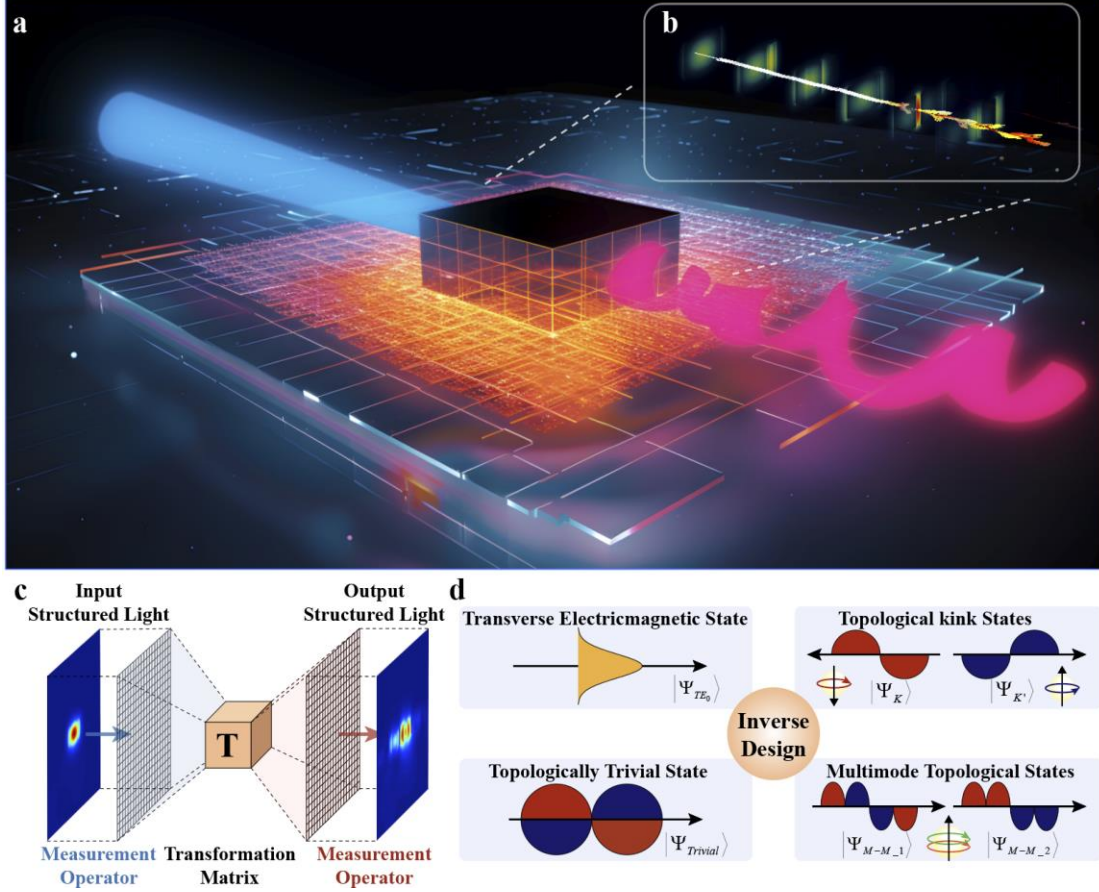 a
b
c
Input
Structured Light
Output
Structured Light
T
Measurement
Operator
Transformation
Matrix
Measurement
Operator
d
Transverse Electricmagnetic State
|Ψ_{TE_0}⟩
Topological kink States
|Ψ_K⟩
|Ψ_{K'}⟩
Inverse
Design
Topologically Trivial State
|Ψ_{Trivial}⟩
Multimode Topological States
|Ψ_{M-M_1}⟩
|Ψ_{M-M_2}⟩